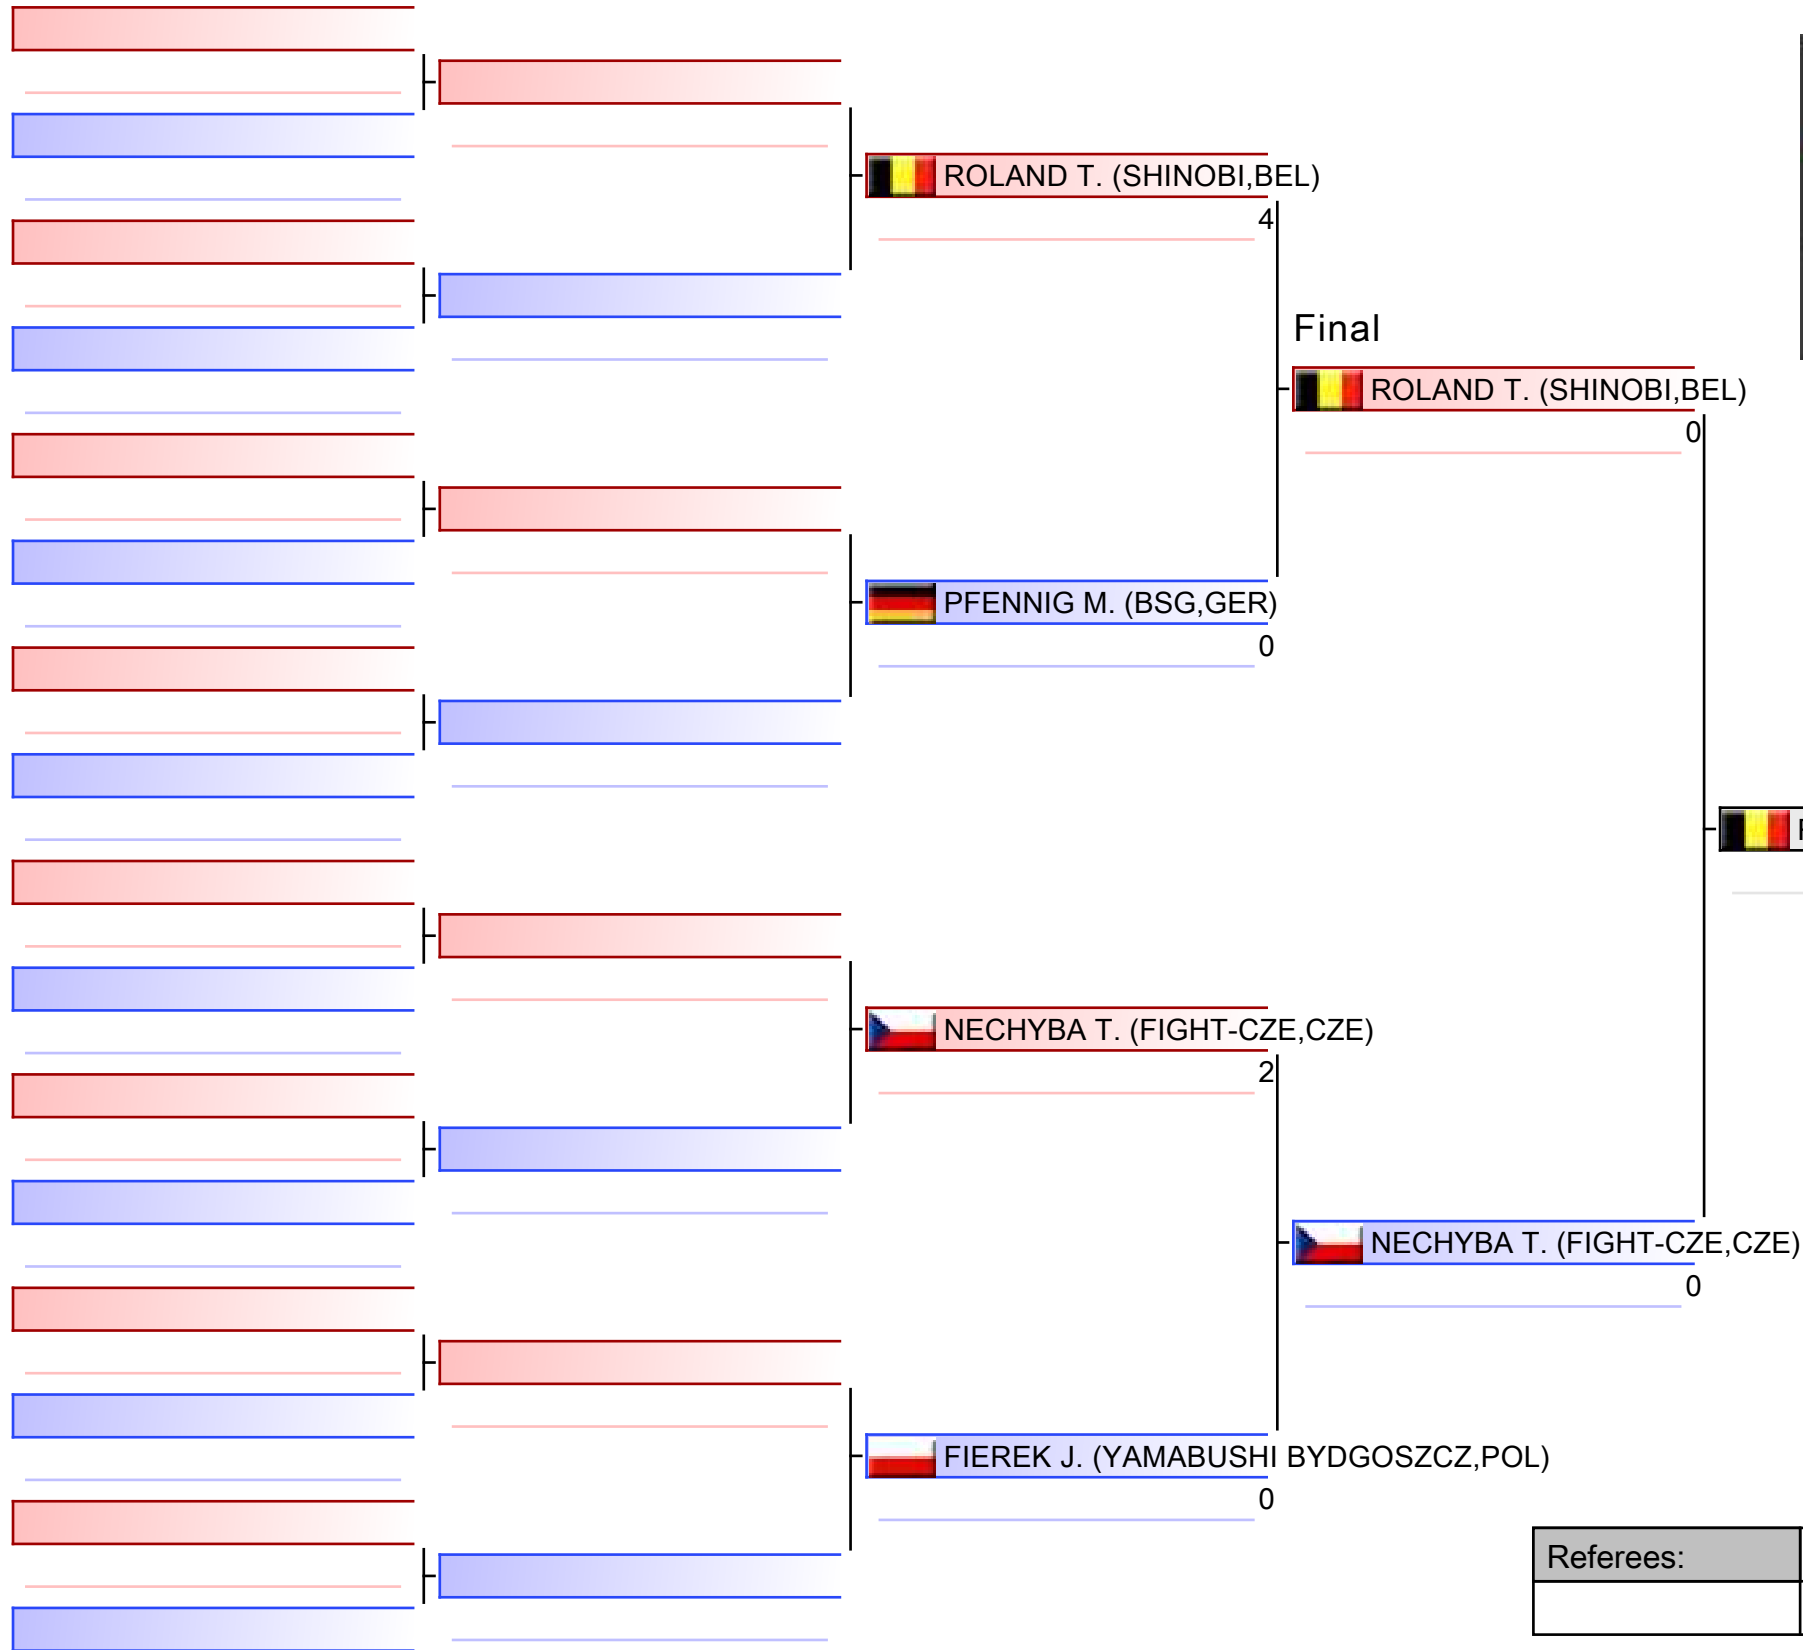 ROLAND T. (SHINOBI,BEL)
4
Final
ROLAND T. (SHINOBI,BEL)
0
PFENNIG M. (BSG,GER)
0
NECHYBA T. (FIGHT-CZE,CZE)
2
NECHYBA T. (FIGHT-CZE,CZE)
0
FIEREK J. (YAMABUSHI BYDGOSZCZ,POL)
0
Referees: